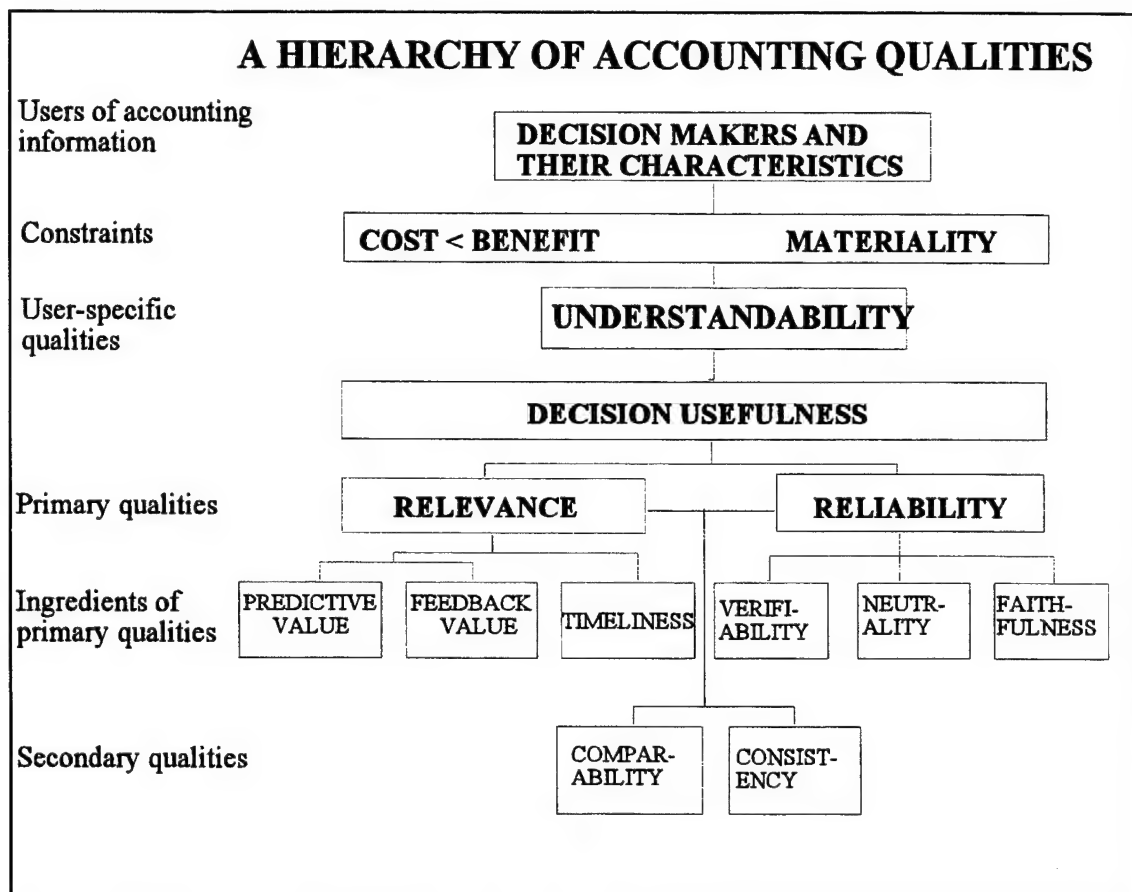 A HIERARCHY OF ACCOUNTING QUALITIES
Users of accounting
information
DECISION MAKERS AND
THEIR CHARACTERISTICS
Constraints
COST < BENEFIT MATERIALITY
User-specific
qualities
UNDERSTANDABILITY
DECISION USEFULNESS
Primary qualities
RELEVANCE
RELIABILITY
Ingredients of
primary qualities
PREDICTIVE
VALUE
FEEDBACK
VALUE
TIMELINESS
VERIFI-
ABILITY
NEUTR-
ALITY
FAITH-
FULNESS
Secondary qualities
COMPAR-
ABILITY
CONSIST-
ENCY